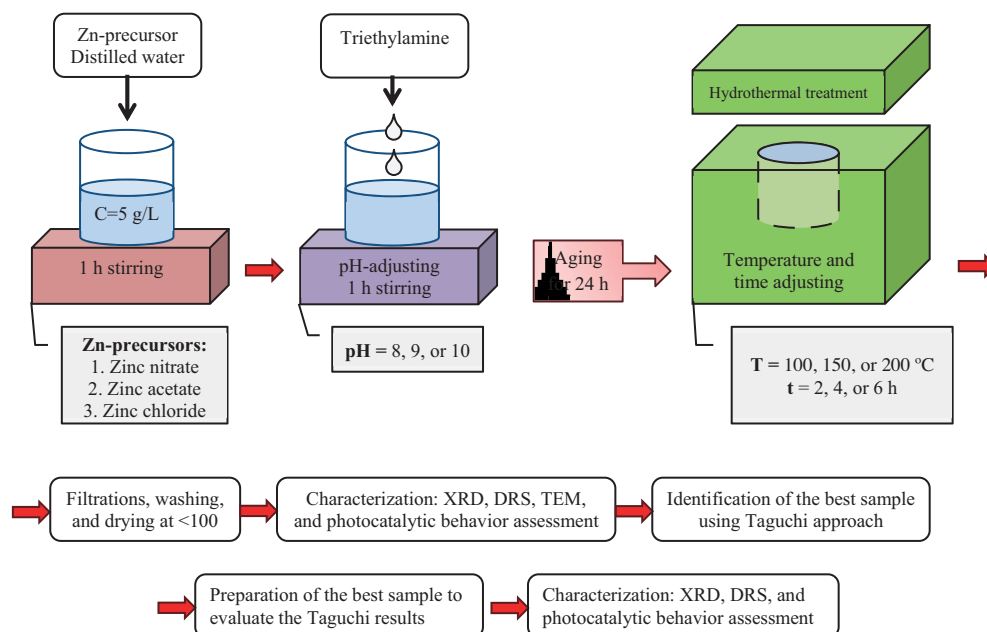 Zn-precursor
Distilled water
Triethylamine
Hydrothermal treatment
C=5 g/L
1 h stirring
pH-adjusting
1 h stirring
Aging
for 24 h
Temperature and
time adjusting
Zn-precursors:
1. Zinc nitrate
2. Zinc acetate
3. Zinc chloride
pH = 8, 9, or 10
T = 100, 150, or 200 °C
t = 2, 4, or 6 h
Filtrations, washing,
and drying at <100
Characterization: XRD, DRS, TEM,
and photocatalytic behavior assessment
Identification of the best sample
using Taguchi approach
Preparation of the best sample to
evaluate the Taguchi results
Characterization: XRD, DRS, and
photocatalytic behavior assessment